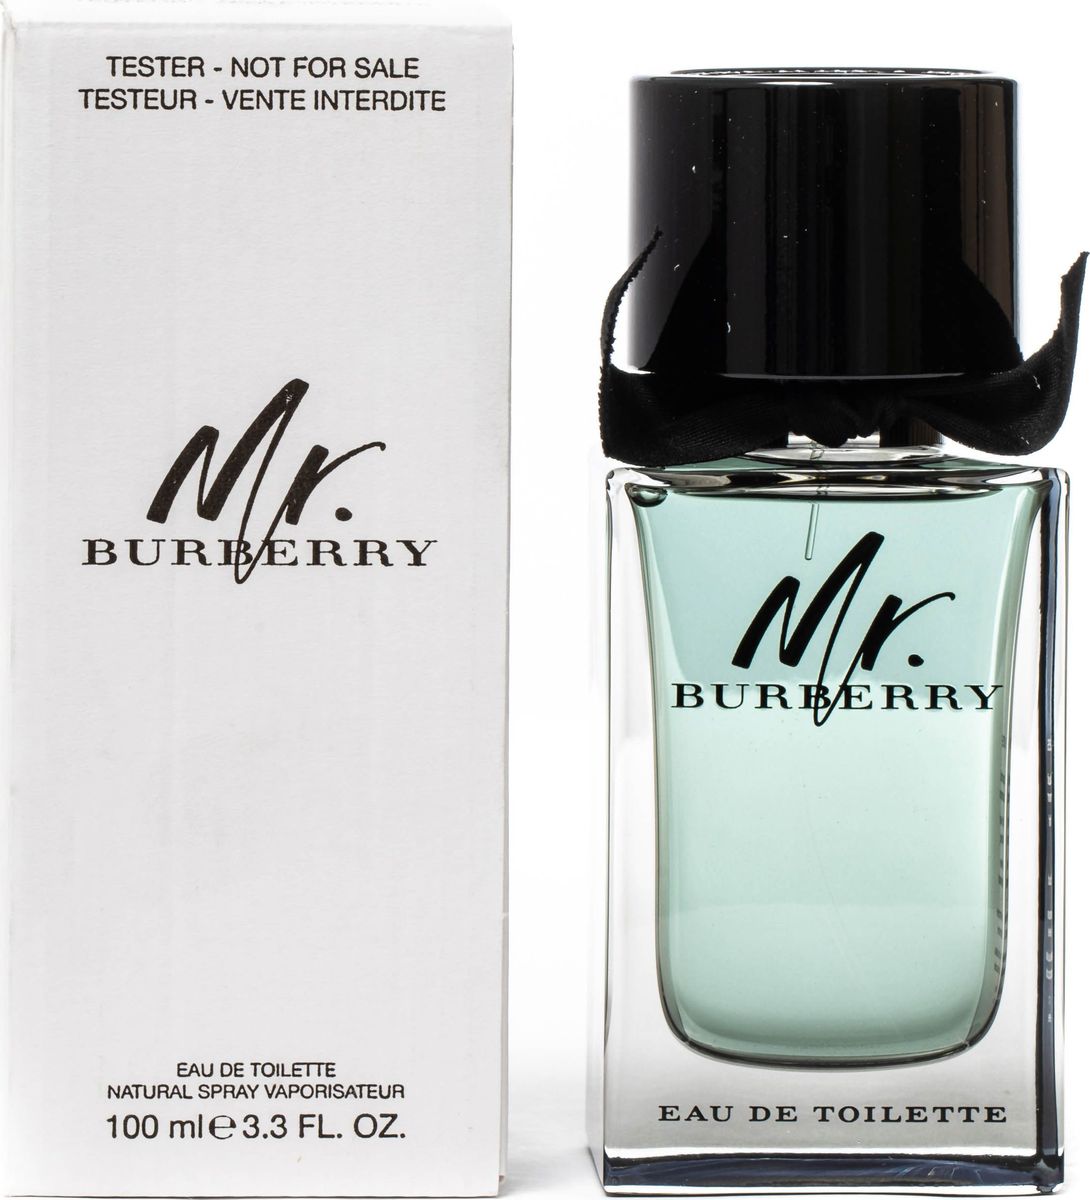 TESTER - NOT FOR SALE
TESTEUR - VENTE INTERDITE
Mr.
BURBERRY
EAU DE TOILETTE
NATURAL SPRAY VAPORISATEUR
100 ml ℮ 3.3 FL. OZ.
Mr.
BURBERRY
EAU DE TOILETTE